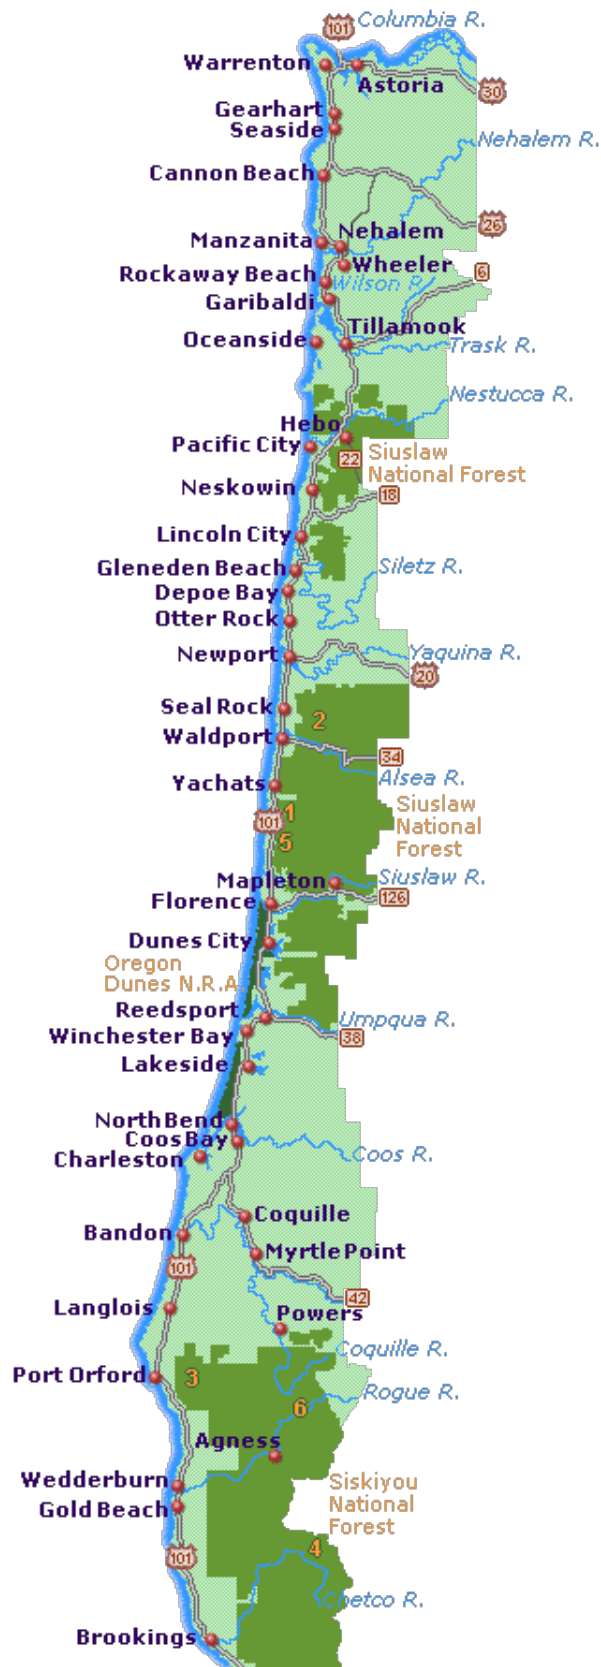 101
Columbia R.
Warrenton
Astoria
30
Gearhart
Seaside
Nehalem R.
Cannon Beach
26
Nehalem
Manzanita
Wheeler
6
Rockaway Beach
Wilson R.
Garibaldi
Tillamook
Oceanside
Trask R.
Nestucca R.
Hebo
Pacific City
22
Siuslaw
National Forest
Neskowin
18
Lincoln City
Gleneden Beach
Siletz R.
Depoe Bay
Otter Rock
Newport
Yaquina R.
20
Seal Rock
2
Waldport
34
Alsea R.
Yachats
1
Siuslaw
National
Forest
101
5
Mapleton
Siuslaw R.
126
Florence
Dunes City
Oregon
Dunes N.R.A.
Reedsport
Umpqua R.
Winchester Bay
38
Lakeside
North Bend
Coos Bay
Charleston
Coos R.
Coquille
Bandon
Myrtle Point
101
42
Langlois
Powers
Coquille R.
Port Orford
3
Rogue R.
6
Agness
Wedderburn
Siskiyou
National
Forest
Gold Beach
4
101
Chetco R.
Brookings